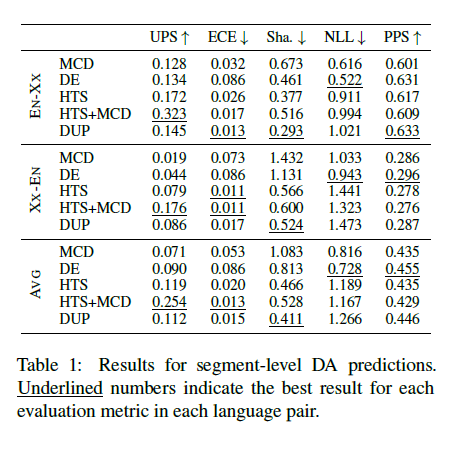 UPS ↑ ECE ↓ Sha. ↓ NLL ↓ PPS ↑
EN-XX
MCD 0.128 0.032 0.673 0.616 0.601
DE 0.134 0.086 0.461 0.522 0.631
HTS 0.172 0.026 0.377 0.911 0.617
HTS+MCD 0.323 0.017 0.516 0.994 0.609
DUP 0.145 0.013 0.293 1.021 0.633
XX-EN
MCD 0.019 0.073 1.432 1.033 0.286
DE 0.044 0.086 1.131 0.943 0.296
HTS 0.079 0.011 0.566 1.441 0.278
HTS+MCD 0.176 0.011 0.600 1.323 0.276
DUP 0.086 0.017 0.524 1.473 0.287
AVG
MCD 0.071 0.053 1.083 0.816 0.435
DE 0.090 0.086 0.813 0.728 0.455
HTS 0.119 0.020 0.466 1.189 0.435
HTS+MCD 0.254 0.013 0.528 1.167 0.429
DUP 0.112 0.015 0.411 1.266 0.446
Table 1: Results for segment-level DA predictions.
Underlined numbers indicate the best result for each
evaluation metric in each language pair.